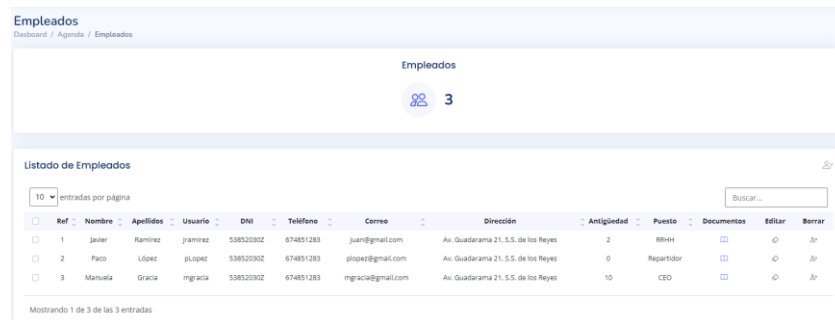 Empleados
Dasboard / Agenda / Empleados
Empleados
3
Listado de Empleados
10 entradas por página
Buscar...
Ref Nombre Apellidos Usuario DNI Teléfono Correo Dirección Antigüedad Puesto Documentos Editar Borrar
1 Javier Ramírez jramirez 53852030Z 674851283 juan@gmail.com Av. Guadarama 21, S.S. de los Reyes 2 RRHH
2 Paco López pLopez 53852030Z 674851283 plopez@gmail.com Av. Guadarama 21, S.S. de los Reyes 0 Repartidor
3 Manuela Gracia mgracia 53852030Z 674851283 mgracia@gmail.com Av. Guadarama 21, S.S. de los Reyes 10 CEO
Mostrando 1 de 3 de las 3 entradas